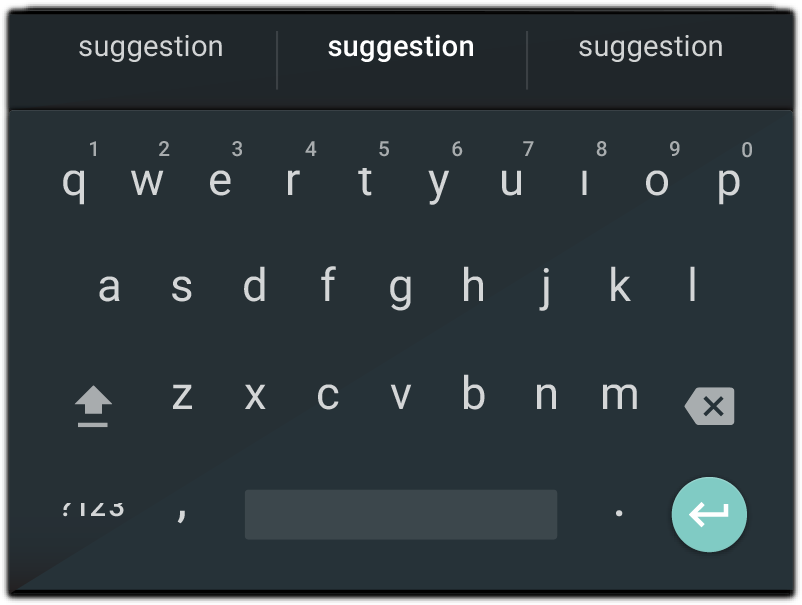 suggestion suggestion suggestion
1 2 3 4 5 6 7 8 9 0
q w e r t y u ı o p
a s d f g h j k l
z x c v b n m
?123 , .